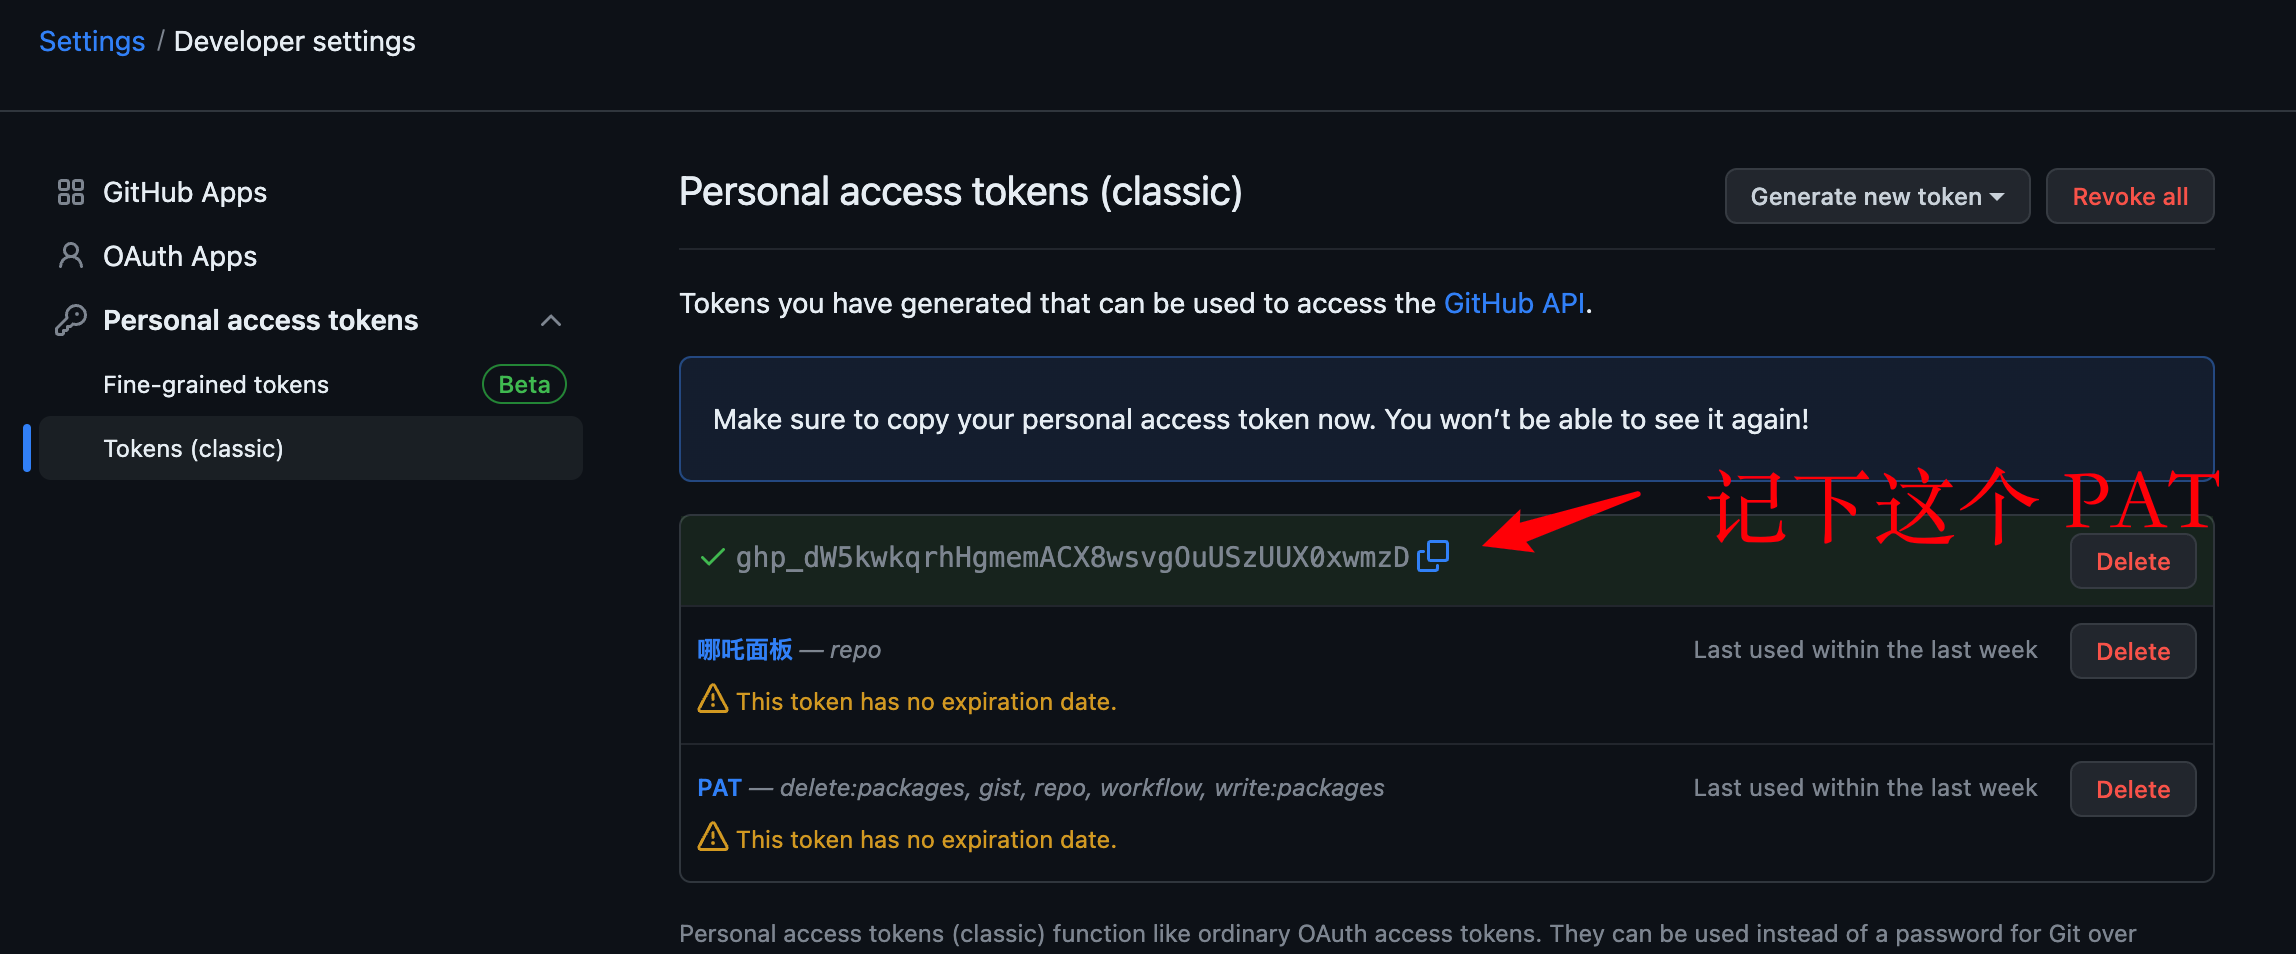 Settings / Developer settings
GitHub Apps
OAuth Apps
Personal access tokens
Fine-grained tokens Beta
Tokens (classic)
Personal access tokens (classic)
Generate new token
Revoke all
Tokens you have generated that can be used to access the GitHub API.
Make sure to copy your personal access token now. You won’t be able to see it again!
记下这个 PAT
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
Delete
哪吒面板 — repo
Last used within the last week
Delete
This token has no expiration date.
PAT — delete:packages, gist, repo, workflow, write:packages
Last used within the last week
Delete
This token has no expiration date.
Personal access tokens (classic) function like ordinary OAuth access tokens. They can be used instead of a password for Git over